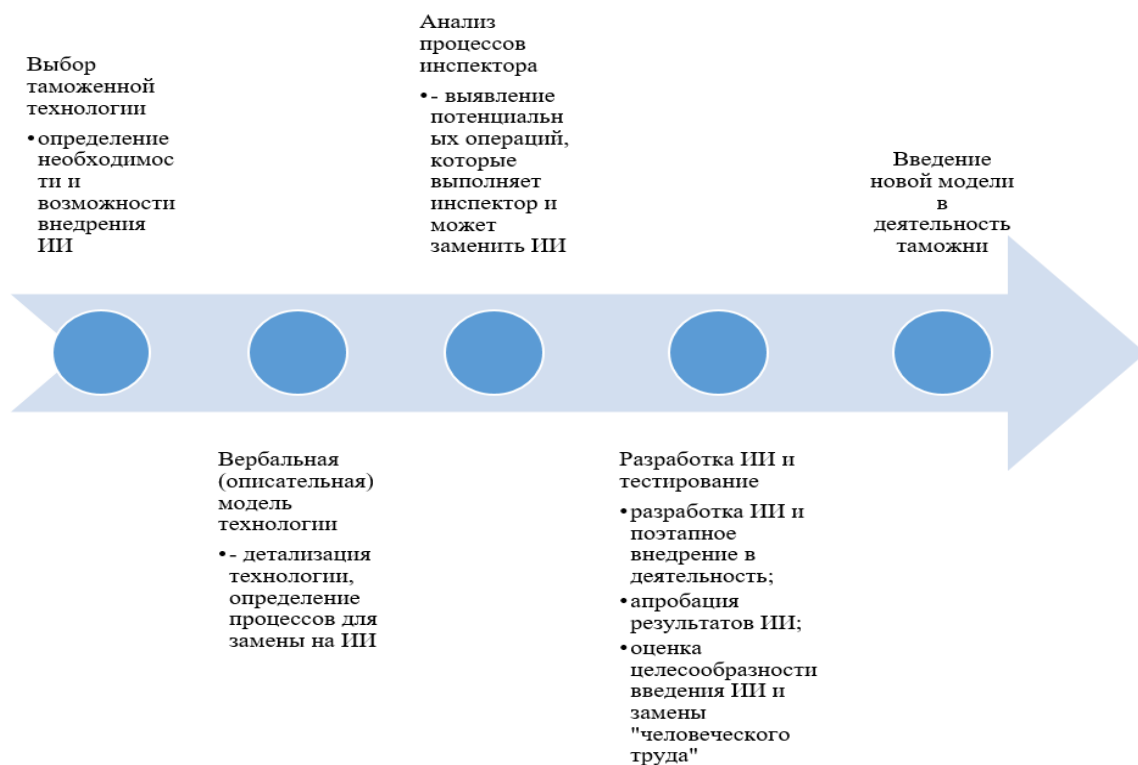 Выбор
таможенной
технологии
•определение
необходимос
ти и
возможности
внедрения
ИИ
Вербальная
(описательная)
модель
технологии
•- детализация
технологии,
определение
процессов для
замены на ИИ
Анализ
процессов
инспектора
•- выявление
потенциальн
ых операций,
которые
выполняет
инспектор и
может
заменить ИИ
Разработка ИИ и
тестирование
•разработка ИИ и
поэтапное
внедрение в
деятельность;
•апробация
результатов ИИ;
•оценка
целесообразности
введения ИИ и
замены
"человеческого
труда"
Введение
новой модели
в
деятельность
таможни